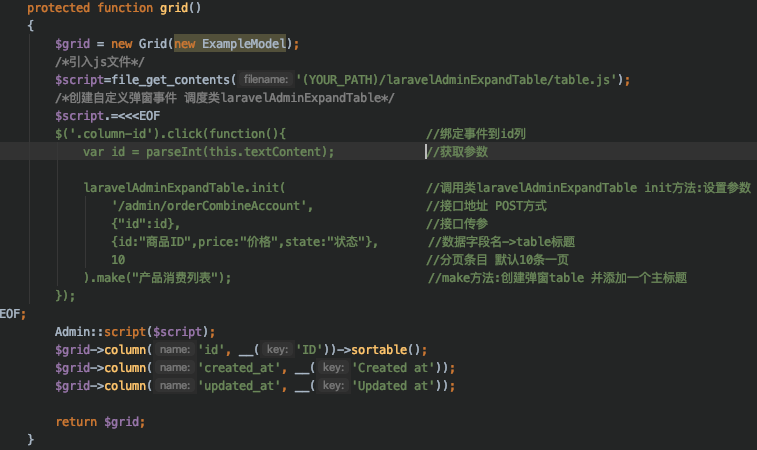 protected function grid()
{
$grid = new Grid(new ExampleModel);
/*引入js文件*/
$script=file_get_contents( filename: '(YOUR_PATH)/laravelAdminExpandTable/table.js');
/*创建自定义弹窗事件 调度类laravelAdminExpandTable*/
$script.=<<<EOF
$('.column-id').click(function(){ //绑定事件到id列
var id = parseInt(this.textContent); //获取参数
laravelAdminExpandTable.init( //调用类laravelAdminExpandTable init方法:设置参数
'/admin/orderCombineAccount', //接口地址 POST方式
{"id":id}, //接口传参
{id:"商品ID",price:"价格",state:"状态"}, //数据字段名->table标题
10 //分页条目 默认10条一页
).make("产品消费列表"); //make方法:创建弹窗table 并添加一个主标题
});
EOF;
Admin::script($script);
$grid->column( name: 'id', __( key: 'ID'))->sortable();
$grid->column( name: 'created_at', __( key: 'Created at'));
$grid->column( name: 'updated_at', __( key: 'Updated at'));
return $grid;
}